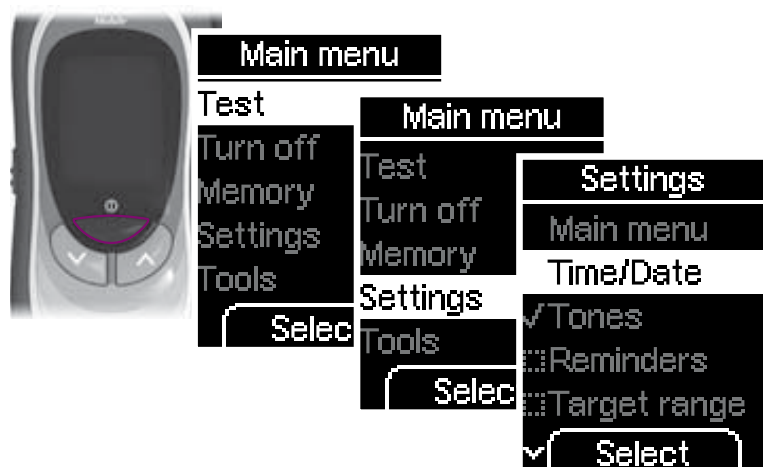 Main menu
Test
Turn off
Memory
Settings
Tools
Selec
Main menu
Test
Turn off
Memory
Settings
Tools
Selec
Settings
Main menu
Time/Date
✓Tones
Reminders
Target range
Select